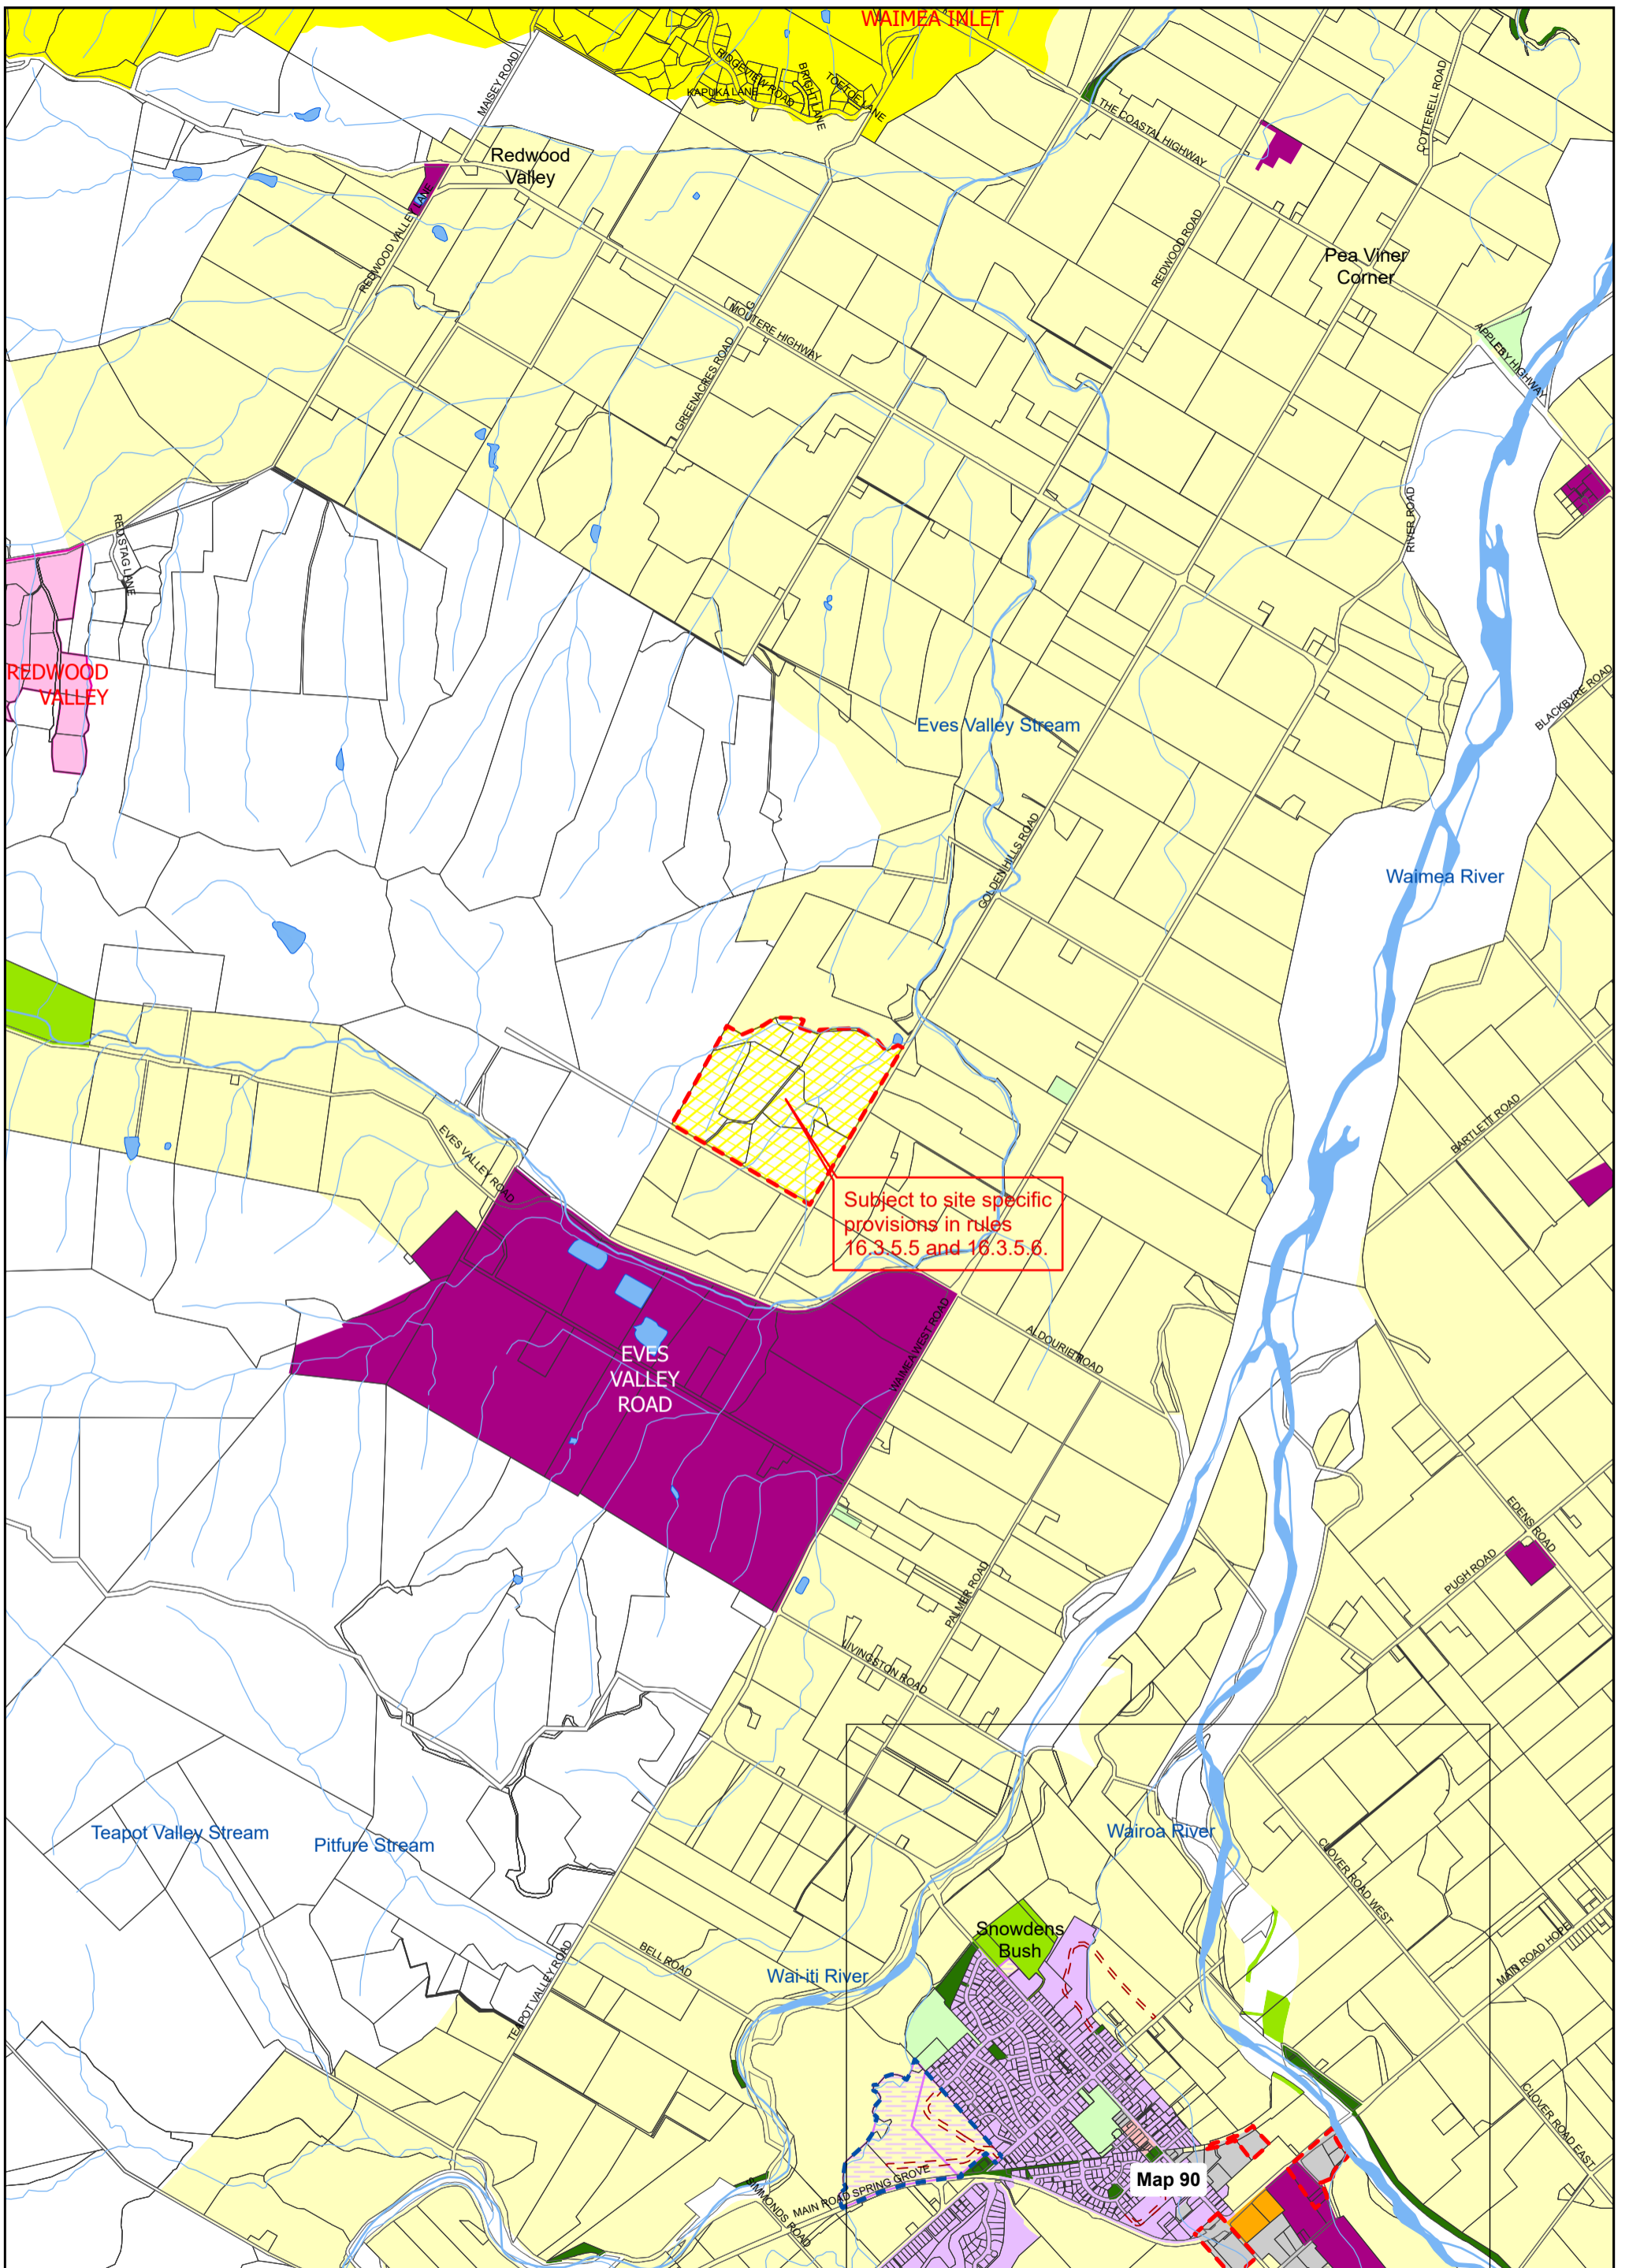 WAIMEA INLET
MAISEY ROAD
RIDGEVIEW ROAD
KAPUKA LANE
BRIGHT LANE
TOETOE LANE
THE COASTAL HIGHWAY
COTTERELL ROAD
Redwood
Valley
REDWOOD VALLEY LANE
REDWOOD ROAD
Pea Viner
Corner
MOUTERE HIGHWAY
GREENACRES ROAD
APPLEBY HIGHWAY
RIVER ROAD
RED STAG LANE
REDWOOD
VALLEY
BLACKBYRE ROAD
Eves Valley Stream
GOLDEN HILLS ROAD
Waimea River
EVES VALLEY ROAD
BARTLETT ROAD
Subject to site specific
provisions in rules
16.3.5.5 and 16.3.5.6.
EVES
VALLEY
ROAD
WAIMEA WEST ROAD
ALDOURIE ROAD
EDENS ROAD
PUGH ROAD
PALMER ROAD
LIVINGSTON ROAD
Teapot Valley Stream
Pitfure Stream
Wairoa River
CLOVER ROAD WEST
Snowdens
Bush
MAIN ROAD HOPE
BELL ROAD
Wai-iti River
TEAPOT VALLEY ROAD
CLOVER ROAD EAST
Map 90
MAIN ROAD SPRING GROVE
SIMMONDS ROAD